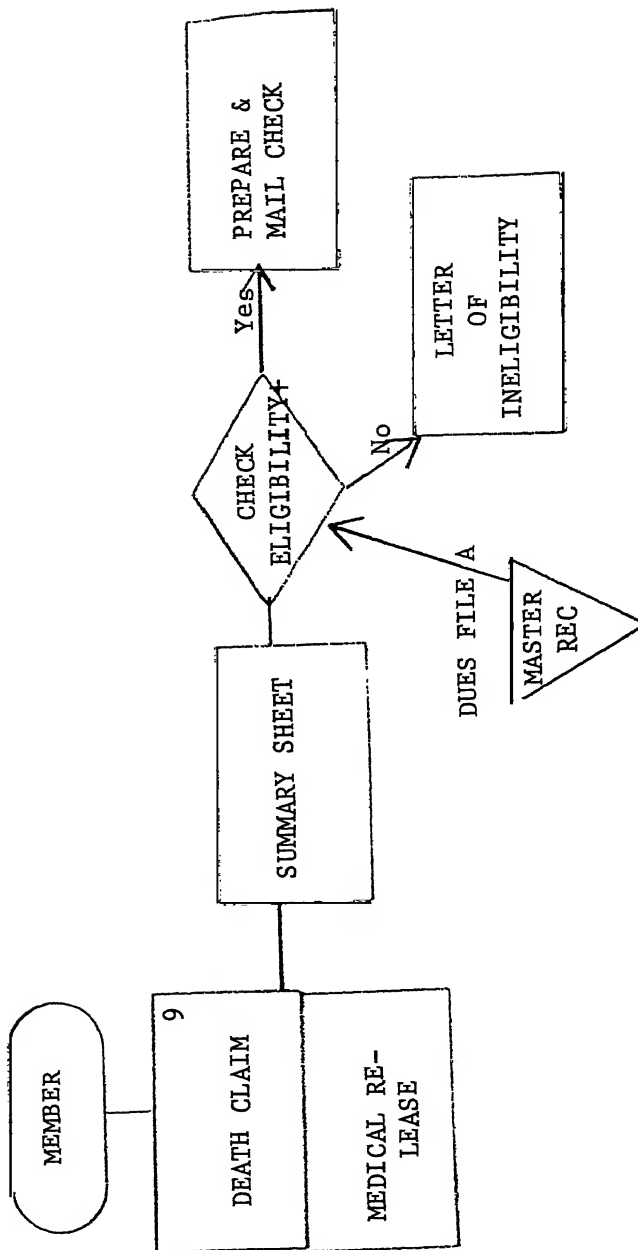 MEMBER
9
DEATH CLAIM
MEDICAL RE-
LEASE
SUMMARY SHEET
CHECK
ELIGIBILITY+
Yes
PREPARE &
MAIL CHECK
No
LETTER
OF
INELIGIBILITY
DUES FILE A
MASTER
REC